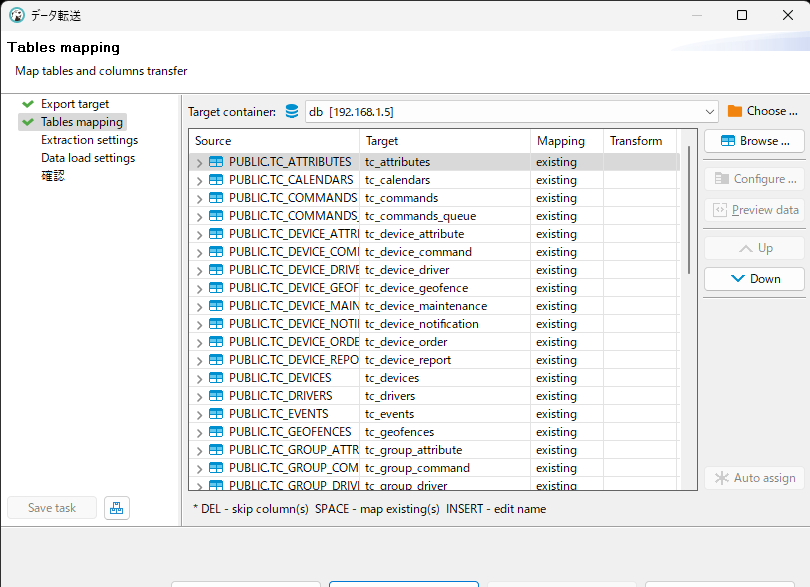 データ転送
Tables mapping
Map tables and columns transfer
Export target
Tables mapping
Extraction settings
Data load settings
確認
Target container: db [192.168.1.5] Choose ...
Source Target Mapping Transform Browse ...
PUBLIC.TC_ATTRIBUTES tc_attributes existing
PUBLIC.TC_CALENDARS tc_calendars existing Configure ...
PUBLIC.TC_COMMANDS tc_commands existing
PUBLIC.TC_COMMANDS_ tc_commands_queue existing Preview data
PUBLIC.TC_DEVICE_ATTRI tc_device_attribute existing
PUBLIC.TC_DEVICE_COMI tc_device_command existing Up
PUBLIC.TC_DEVICE_DRIVE tc_device_driver existing
PUBLIC.TC_DEVICE_GEOF tc_device_geofence existing Down
PUBLIC.TC_DEVICE_MAIN tc_device_maintenance existing
PUBLIC.TC_DEVICE_NOTI tc_device_notification existing
PUBLIC.TC_DEVICE_ORDE tc_device_order existing
PUBLIC.TC_DEVICE_REPO tc_device_report existing
PUBLIC.TC_DEVICES tc_devices existing
PUBLIC.TC_DRIVERS tc_drivers existing
PUBLIC.TC_EVENTS tc_events existing
PUBLIC.TC_GEOFENCES tc_geofences existing
PUBLIC.TC_GROUP_ATTR tc_group_attribute existing
PUBLIC.TC_GROUP_COM tc_group_command existing
PUBLIC.TC_GROUP_DRIV tc_group_driver existing
Auto assign
Save task
* DEL - skip column(s) SPACE - map existing(s) INSERT - edit name